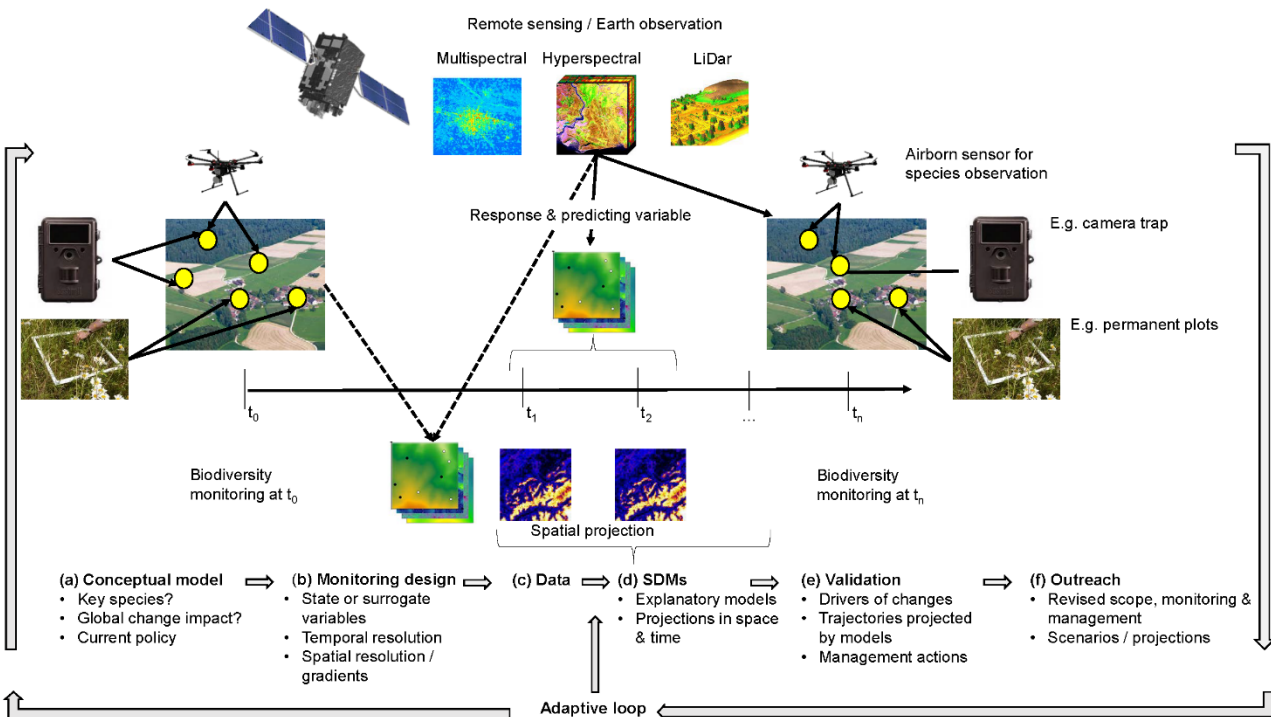 Remote sensing / Earth observation
Multispectral
Hyperspectral
LiDar
Airborn sensor for
species observation
Response & predicting variable
E.g. camera trap
E.g. permanent plots
t0
t1
t2
...
tn
Biodiversity
monitoring at t0
Biodiversity
monitoring at tn
Spatial projection
(a) Conceptual model
• Key species?
• Global change impact?
• Current policy
(b) Monitoring design
• State or surrogate
variables
• Temporal resolution
• Spatial resolution /
gradients
(c) Data
(d) SDMs
• Explanatory models
• Projections in space
& time
(e) Validation
• Drivers of changes
• Trajectories projected
by models
• Management actions
(f) Outreach
• Revised scope, monitoring &
management
• Scenarios / projections
Adaptive loop